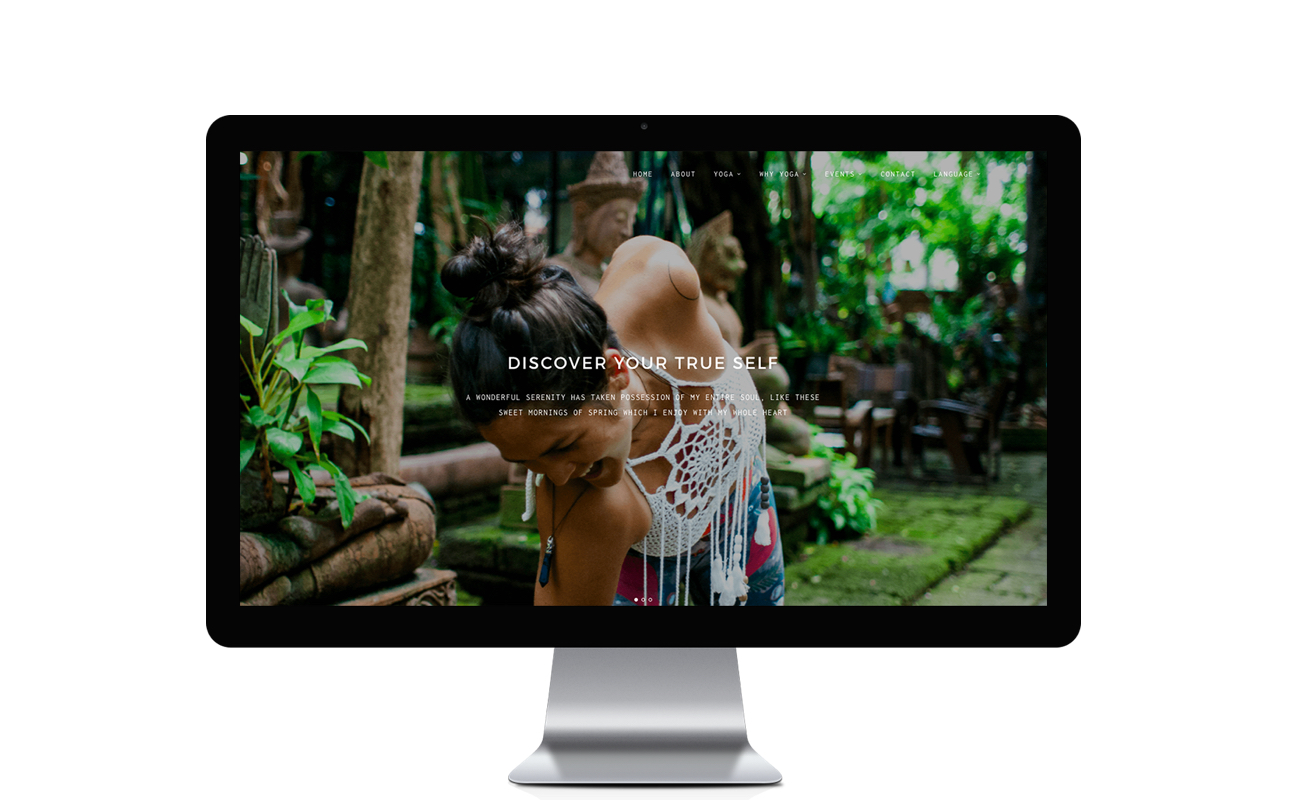 HOME ABOUT YOGA WHY YOGA EVENTS CONTACT LANGUAGE
DISCOVER YOUR TRUE SELF
A WONDERFUL SERENITY HAS TAKEN POSSESSION OF MY ENTIRE SOUL, LIKE THESE
SWEET MORNINGS OF SPRING WHICH I ENJOY WITH MY WHOLE HEART